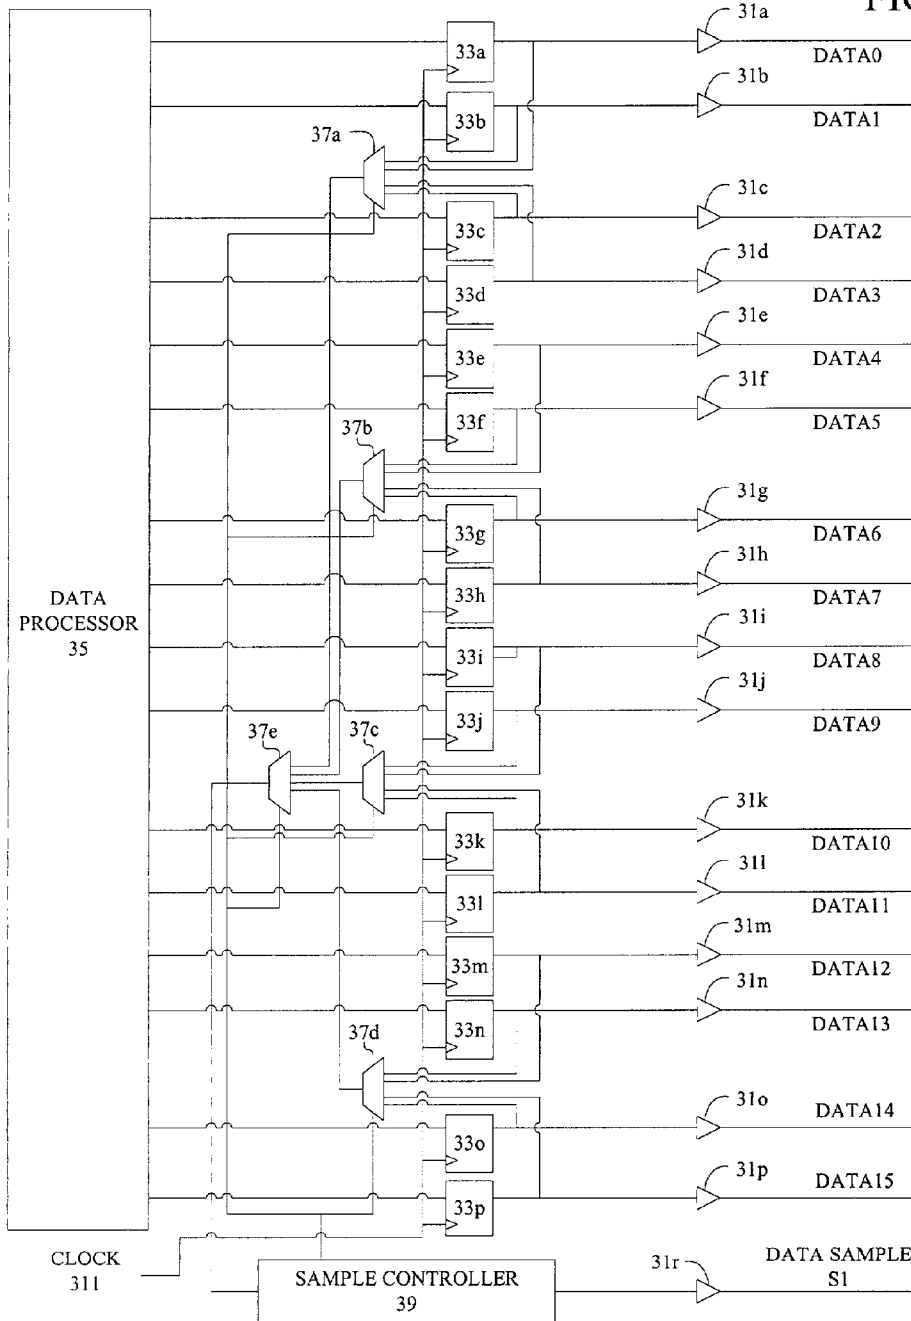 FIG
31a
33a
DATA0
31b
33b
DATA1
37a
31c
33c
DATA2
31d
33d
DATA3
31e
33e
DATA4
31f
33f
DATA5
37b
31g
33g
DATA6
31h
33h
DATA7
DATA
PROCESSOR
35
31i
33i
DATA8
31j
33j
DATA9
37e
37c
31k
33k
DATA10
31l
33l
DATA11
31m
33m
DATA12
31n
33n
DATA13
37d
31o
33o
DATA14
31p
33p
DATA15
CLOCK
311
SAMPLE CONTROLLER
39
31r
DATA SAMPLE
S1